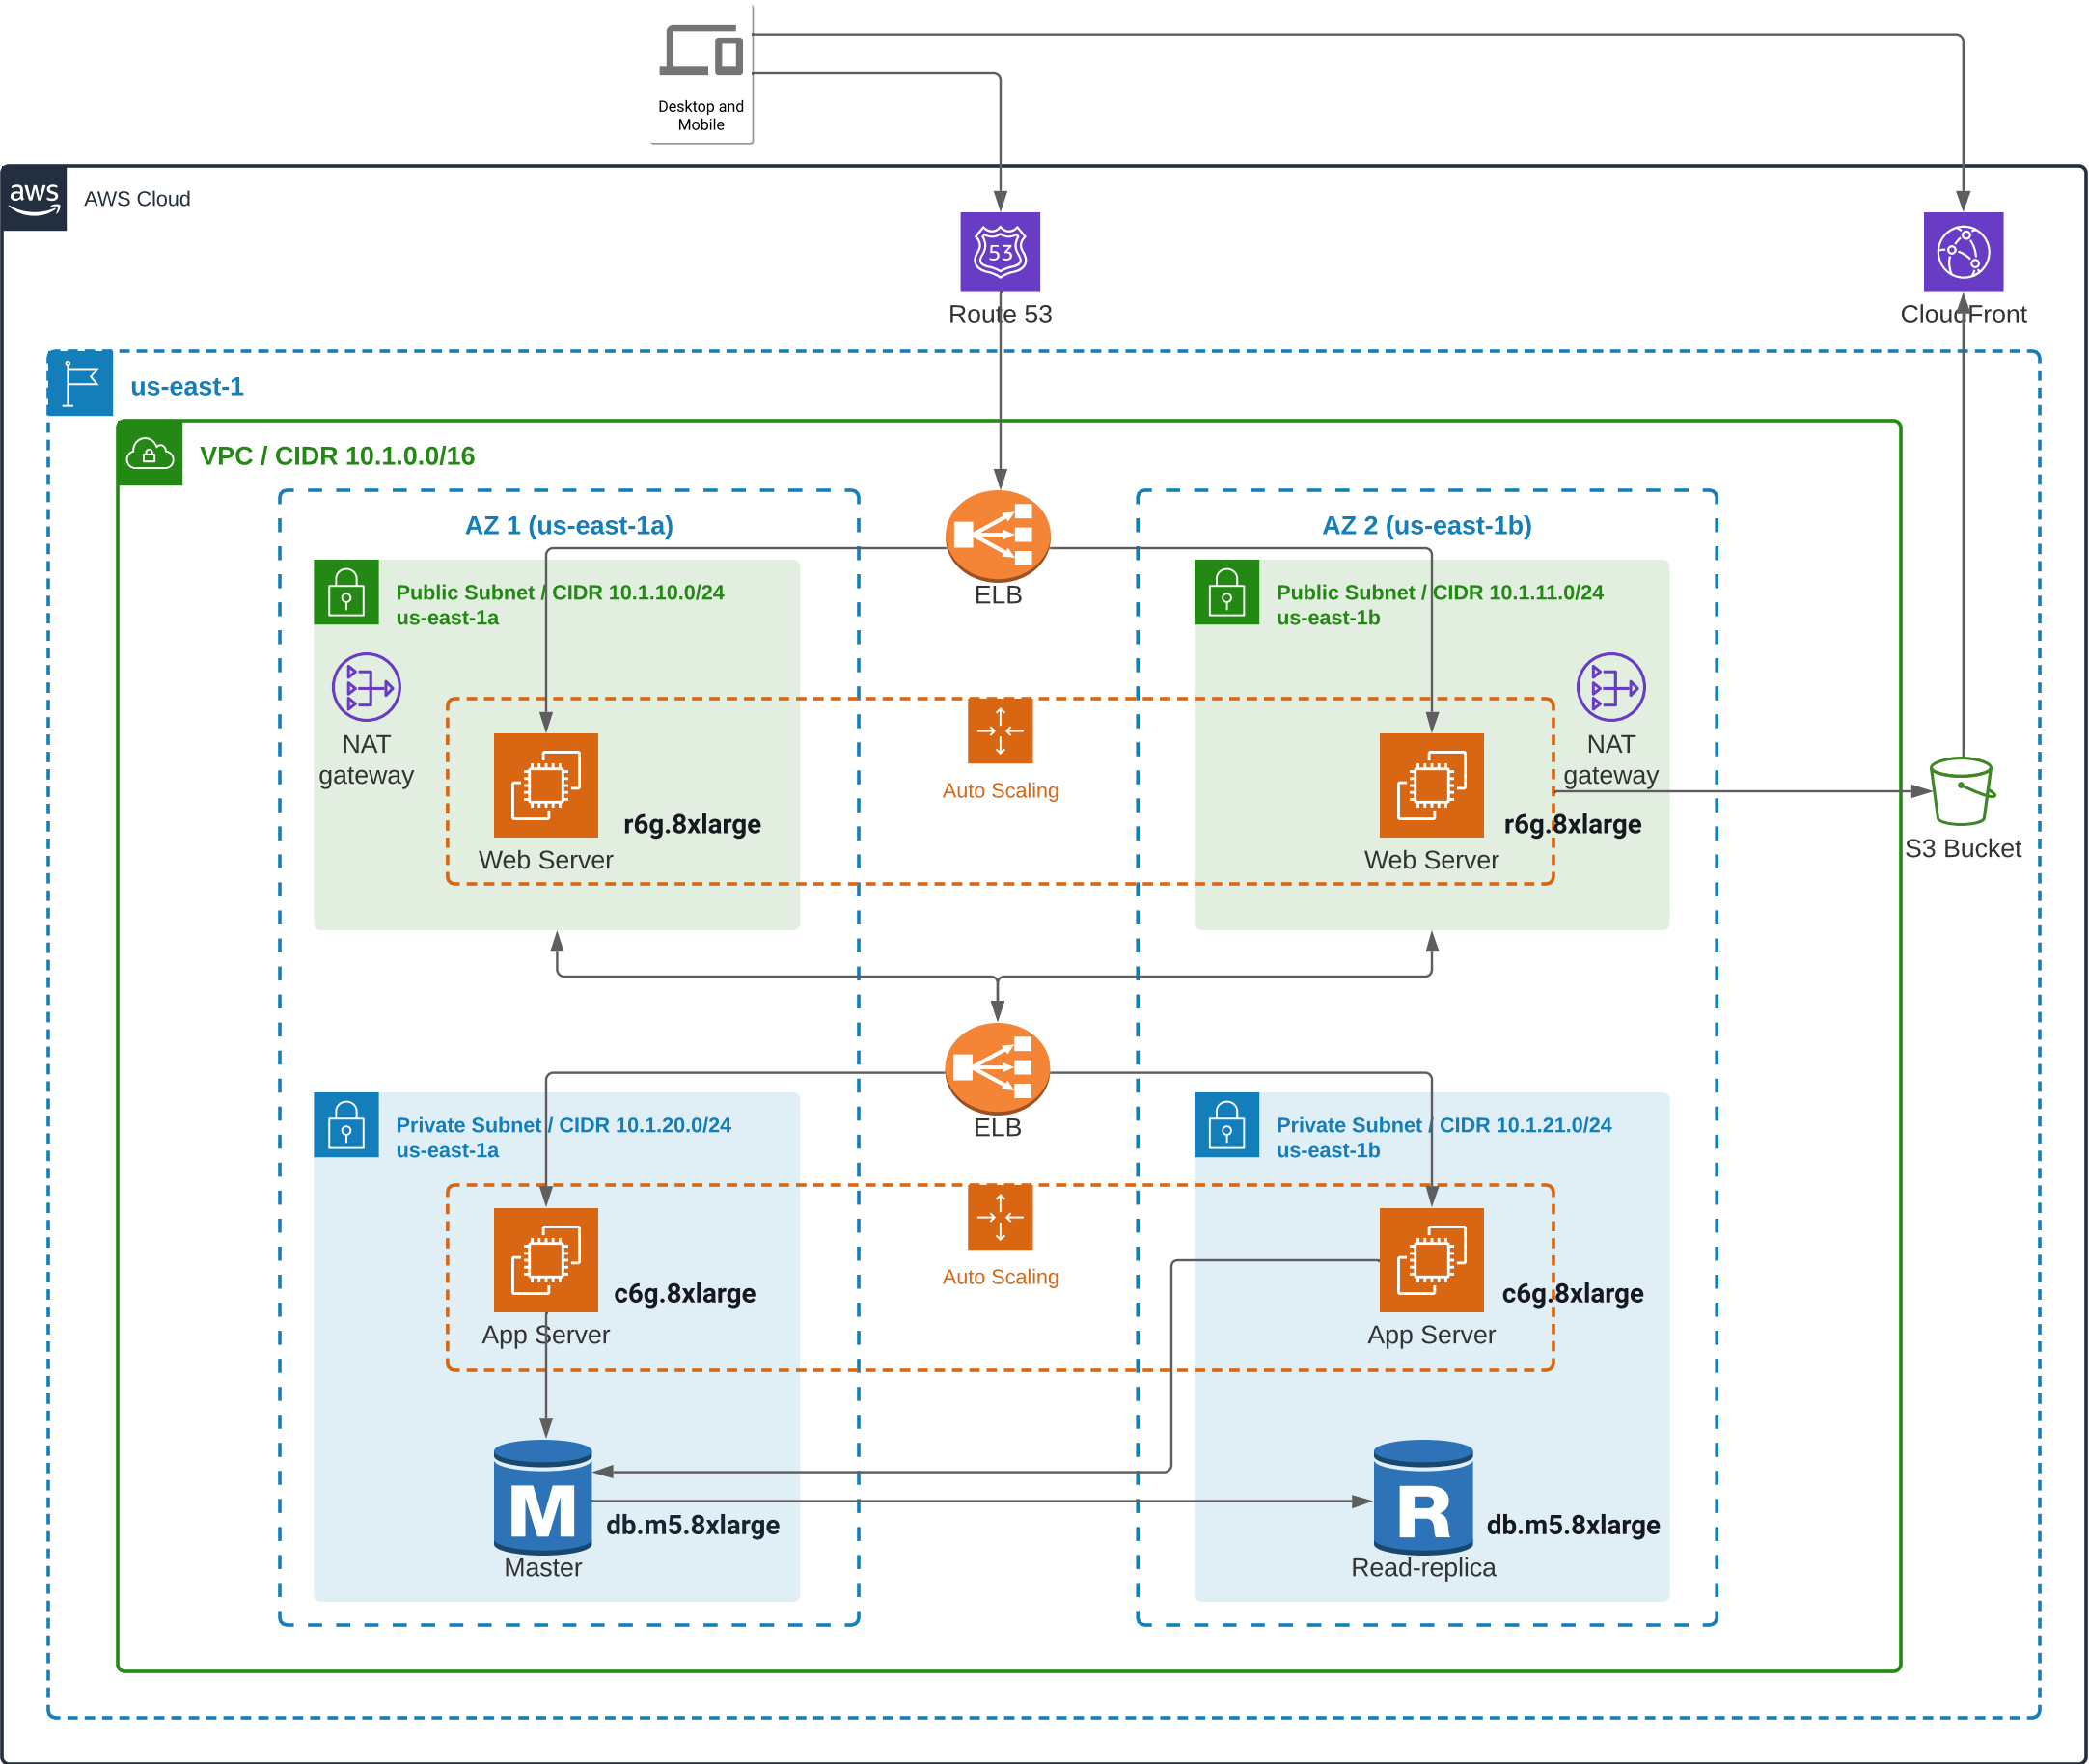 Desktop and
Mobile
aws
AWS Cloud
53
Route 53
CloudFront
us-east-1
VPC / CIDR 10.1.0.0/16
AZ 1 (us-east-1a)
AZ 2 (us-east-1b)
ELB
Public Subnet / CIDR 10.1.10.0/24
us-east-1a
Public Subnet / CIDR 10.1.11.0/24
us-east-1b
NAT
gateway
NAT
gateway
Auto Scaling
r6g.8xlarge
Web Server
r6g.8xlarge
Web Server
S3 Bucket
ELB
Private Subnet / CIDR 10.1.20.0/24
us-east-1a
Private Subnet / CIDR 10.1.21.0/24
us-east-1b
Auto Scaling
c6g.8xlarge
App Server
c6g.8xlarge
App Server
M
db.m5.8xlarge
Master
R
db.m5.8xlarge
Read-replica